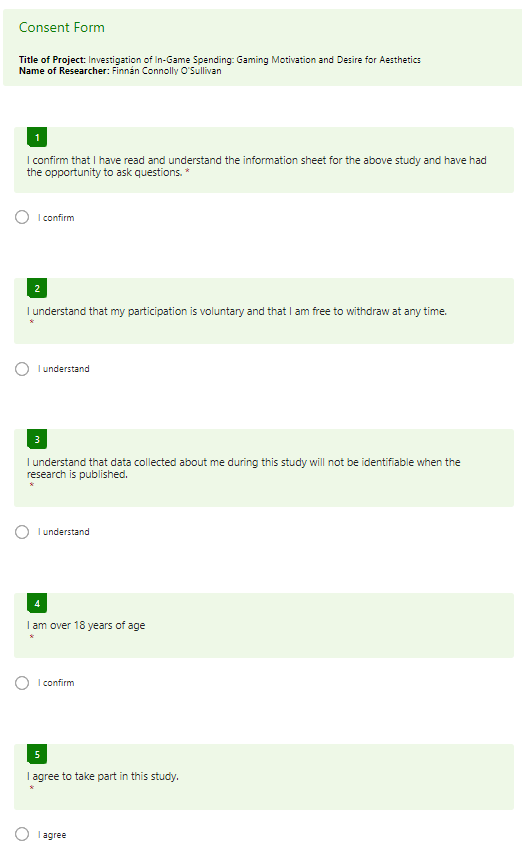 Consent Form
Title of Project: Investigation of In-Game Spending: Gaming Motivation and Desire for Aesthetics
Name of Researcher: Finnán Connolly O'Sullivan
1
I confirm that I have read and understand the information sheet for the above study and have had
the opportunity to ask questions. *
I confirm
2
I understand that my participation is voluntary and that I am free to withdraw at any time.
*
I understand
3
I understand that data collected about me during this study will not be identifiable when the
research is published.
*
I understand
4
I am over 18 years of age
*
I confirm
5
I agree to take part in this study.
*
I agree